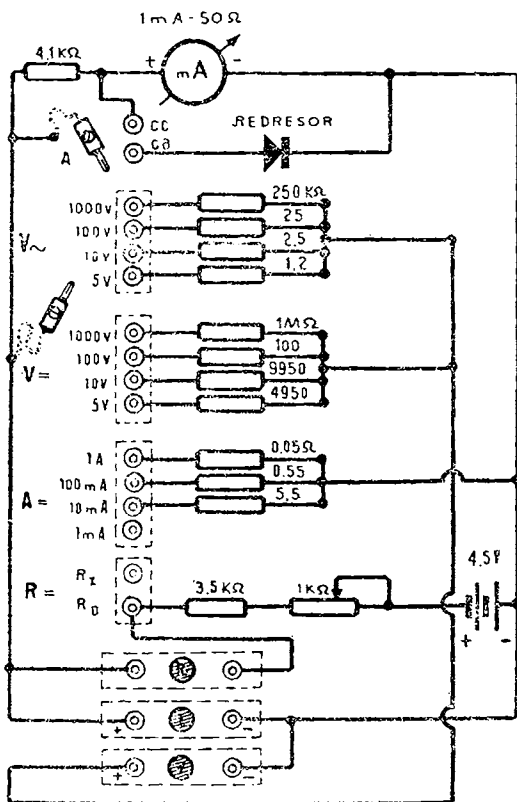 1mA-50Ω
4,1KΩ
+ mA -
CC
ca
REDRESOR
A
V~
1000V 250KΩ
100V 25
10V 2,5
5V 1,2
V=
1000V 1MΩ
100V 100
10V 9950
5V 4950
A=
1A 0,05Ω
100mA 0,55
10mA 5,5
1mA
R=
Rx
Ro 3,5KΩ 1KΩ
4,5V
+ -
+ -
+ -